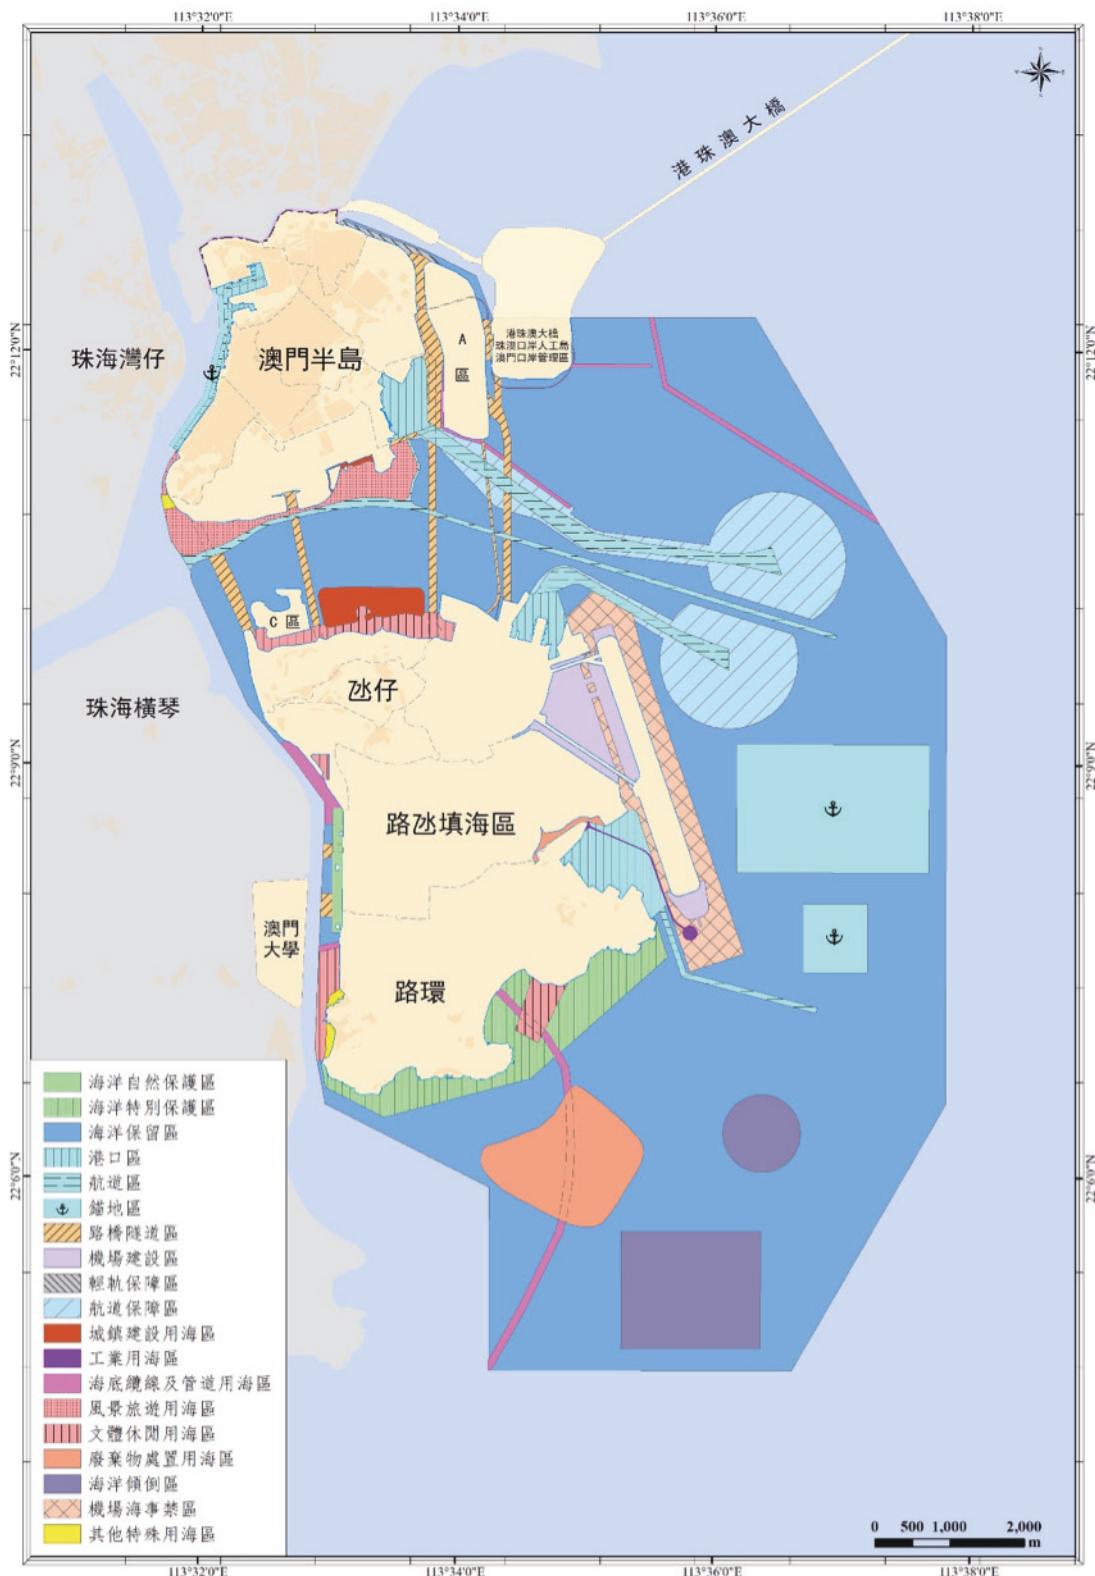 113°32'0"E
113°34'0"E
113°36'0"E
113°38'0"E
港珠澳大橋
22°12'0"N
珠海灣仔
澳門半島
A
區
港珠澳大橋
珠澳口岸人工島
澳門口岸管理區
22°12'0"N
C區
氹仔
珠海橫琴
22°9'0"N
22°9'0"N
路氹填海區
澳門
大學
路環
22°6'0"N
22°6'0"N
海洋自然保護區
海洋特別保護區
海洋保留區
港口區
航道區
錨地區
路橋隧道區
機場建設區
輕軌保障區
航道保障區
城鎮建設用海區
工業用海區
海底纜線及管道用海區
風景旅遊用海區
文體休閒用海區
廢棄物處置用海區
海洋傾倒區
機場海事禁區
其他特殊用海區
0 500 1,000 2,000
m
113°32'0"E
113°34'0"E
113°36'0"E
113°38'0"E